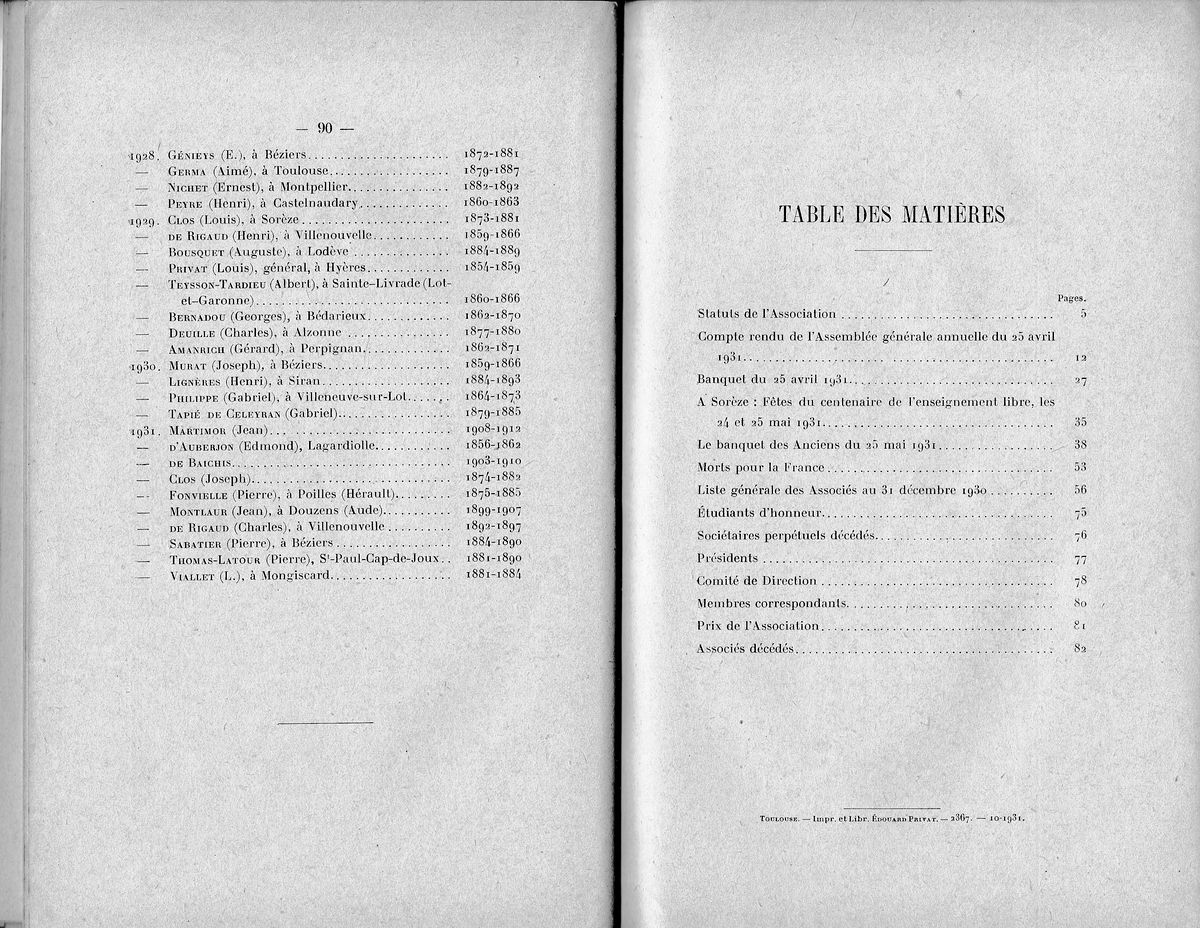 — 90 —
1928. GÉNIEYS (E.), à Béziers...................... 1872-1881
— GERMA (Aimé), à Toulouse................... 1879-1887
— NICHET (Ernest), à Montpellier................ 1882-1892
— PEYRE (Henri), à Castelnaudary.............. 1860-1863
1929. CLOS (Louis), à Sorèze....................... 1873-1881
— DE RIGAUD (Henri), à Villenouvelle............ 1859-1866
— BOUSQUET (Auguste), à Lodève............... 1884-1889
— PRIVAT (Louis), général, à Hyères............. 1854-1859
— TEYSSON-TARDIEU (Albert), à Sainte-Livrade (Lot-
et-Garonne)............................... 1860-1866
— BERNADOU (Georges), à Bédarieux............. 1862-1870
— DEUILLE (Charles), à Alzonne................ 1877-1880
— AMANRICH (Gérard), à Perpignan.............. 1862-1871
1930. MURAT (Joseph), à Béziers.................... 1859-1866
— LIGNÈRES (Henri), à Siran.................... 1884-1893
— PHILIPPE (Gabriel), à Villeneuve-sur-Lot...... 1864-1873
— TAPIÉ DE CELEYRAN (Gabriel)................. 1879-1885
1931. MARTIMOR (Jean)............................ 1908-1912
— D'AUBERJON (Edmond), Lagardiolle............ 1856-1862
— DE BAICHIS.................................. 1903-1910
— CLOS (Joseph)............................... 1874-1882
— FONVIELLE (Pierre), à Poilles (Hérault)........ 1875-1885
— MONTLAUR (Jean), à Douzens (Aude).......... 1899-1907
— DE RIGAUD (Charles), à Villenouvelle.......... 1892-1897
— SABATIER (Pierre), à Béziers.................. 1884-1890
— THOMAS-LATOUR (Pierre), St-Paul-Cap-de-Joux.. 1881-1890
— VIALLET (L.), à Mongiscard................... 1881-1884
TABLE DES MATIÈRES
Pages.
Statuts de l'Association.................................. 5
Compte rendu de l'Assemblée générale annuelle du 25 avril
1931................................................ 12
Banquet du 25 avril 1931................................ 27
A Sorèze : Fêtes du centenaire de l'enseignement libre, les
24 et 25 mai 1931.................................... 35
Le banquet des Anciens du 25 mai 1931.................. 38
Morts pour la France.................................... 53
Liste générale des Associés au 31 décembre 1930.......... 56
Étudiants d'honneur.................................... 75
Sociétaires perpétuels décédés............................ 76
Présidents.............................................. 77
Comité de Direction.................................... 78
Membres correspondants................................ 80
Prix de l'Association.................................... 81
Associés décédés........................................ 82
TOULOUSE. — Impr. et Libr. ÉDOUARD PRIVAT. — 2367. — 10-1931.